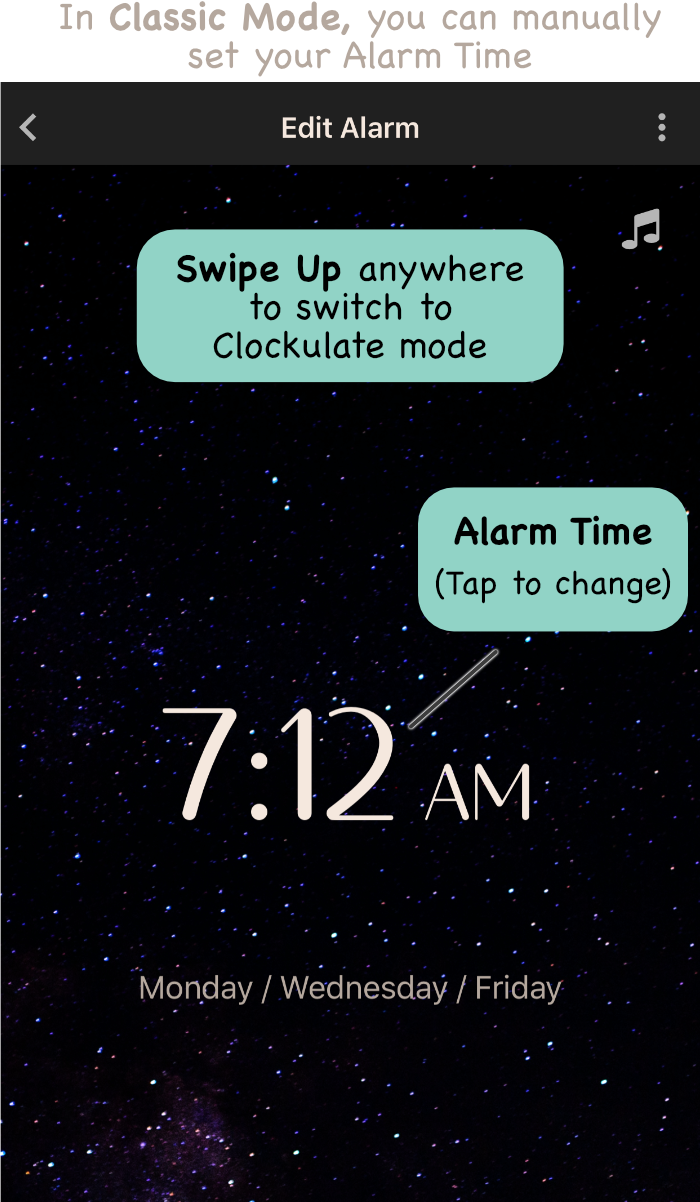 In Classic Mode, you can manually
set your Alarm Time
Edit Alarm
Swipe Up anywhere
to switch to
Clockulate mode
Alarm Time
(Tap to change)
7:12 AM
Monday / Wednesday / Friday